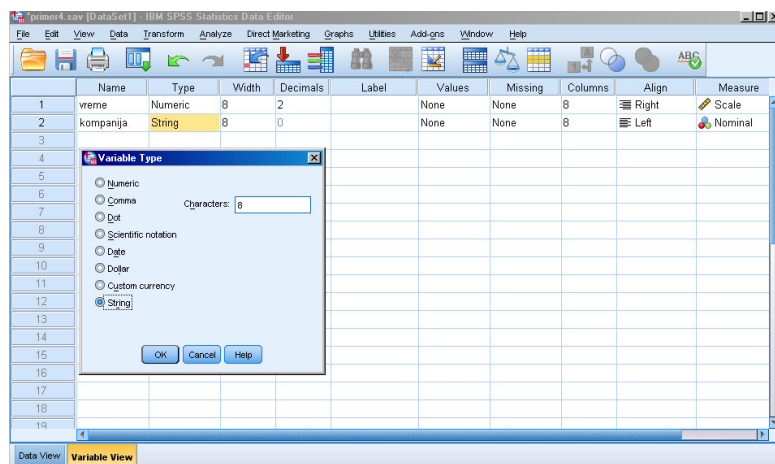 *primer4.sav [DataSet1] - IBM SPSS Statistics Data Editor
File Edit View Data Transform Analyze Direct Marketing Graphs Utilities Add-ons Window Help
Name Type Width Decimals Label Values Missing Columns Align Measure
1 vreme Numeric 8 2 None None 8 Right Scale
2 kompanija String 8 0 None None 8 Left Nominal
3
4
5
6
7
8
9
10
11
12
13
14
15
16
17
18
19
Variable Type
Numeric
Comma
Dot
Scientific notation
Date
Dollar
Custom currency
String
Characters: 8
OK Cancel Help
Data View Variable View
A
ABC